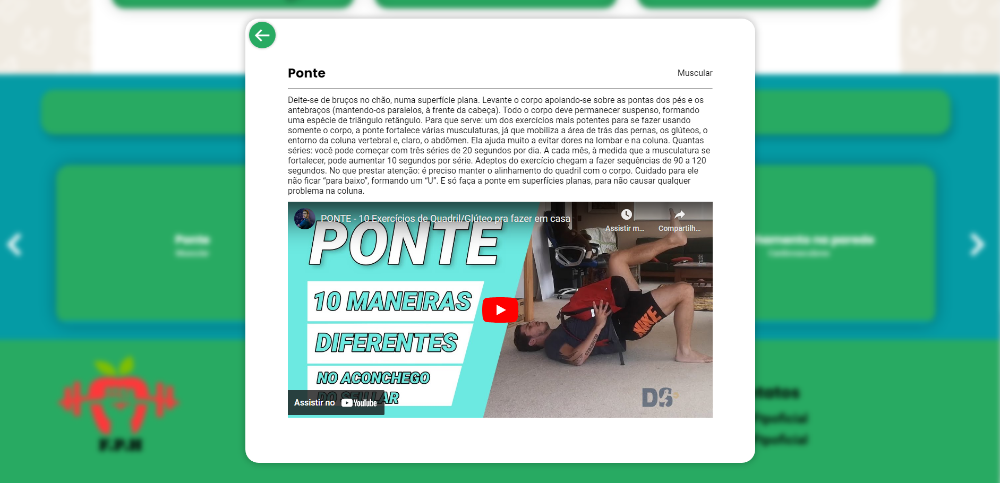 Ponte
Muscular
Deite-se de bruços no chão, numa superfície plana. Levante o corpo apoiando-se sobre as pontas dos pés e os
antebraços (mantendo-os paralelos, à frente da cabeça). Todo o corpo deve permanecer suspenso, formando
uma espécie de triângulo retângulo. Para que serve: um dos exercícios mais potentes para se fazer usando
somente o corpo, a ponte fortalece várias musculaturas, já que mobiliza a área de trás das pernas, os glúteos, o
entorno da coluna vertebral e, claro, o abdômen. Ela ajuda muito a evitar dores na lombar e na coluna. Quantas
séries: você pode começar com três séries de 20 segundos por dia. A cada mês, à medida que a musculatura se
fortalecer, pode aumentar 10 segundos por série. Adeptos do exercício chegam a fazer sequências de 90 a 120
segundos. No que prestar atenção: é preciso manter o alinhamento do quadril com o corpo. Cuidado para ele
não ficar “para baixo”, formando um “U”. E só faça a ponte em superfícies planas, para não causar qualquer
problema na coluna.
PONTE - 10 Exercícios de Quadril/Glúteo pra fazer em casa
Assistir m...
Compartilh...
PONTE
10 MANEIRAS
DIFERENTES
NO ACONCHEGO
DO SEU LAR
Assistir no YouTube
NIKE
DS
Ponte
Muscular
na parede
Cardiovascular
F.P.H